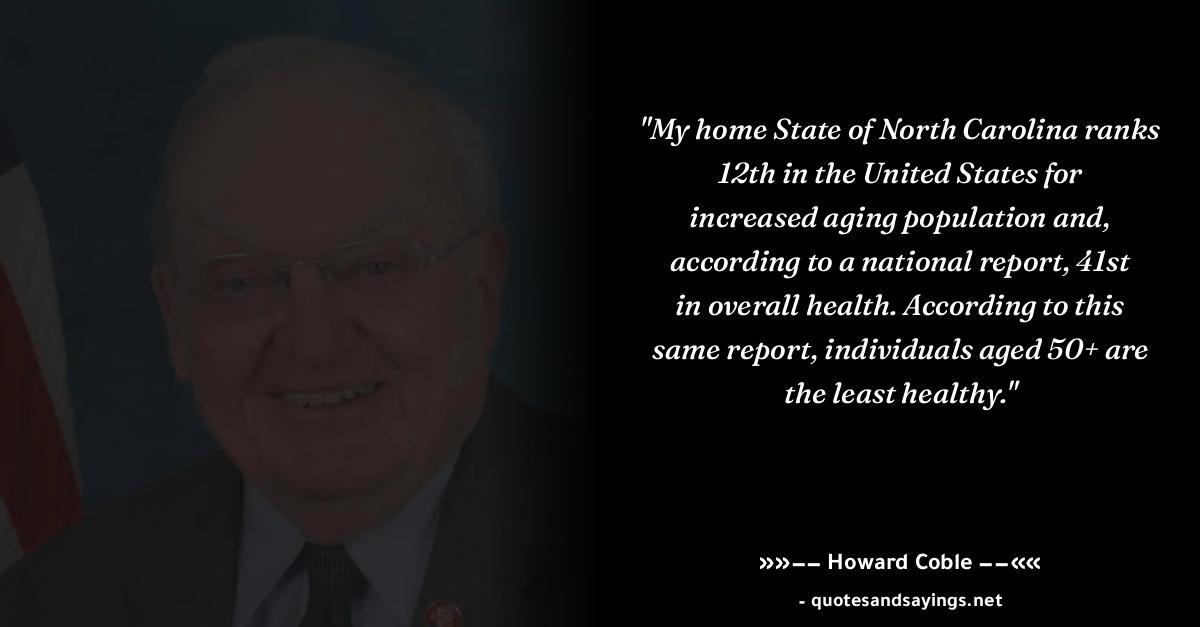 "My home State of North Carolina ranks
12th in the United States for
increased aging population and,
according to a national report, 41st
in overall health. According to this
same report, individuals aged 50+ are
the least healthy."
»»−− Howard Coble −−««
- quotesandsayings.net